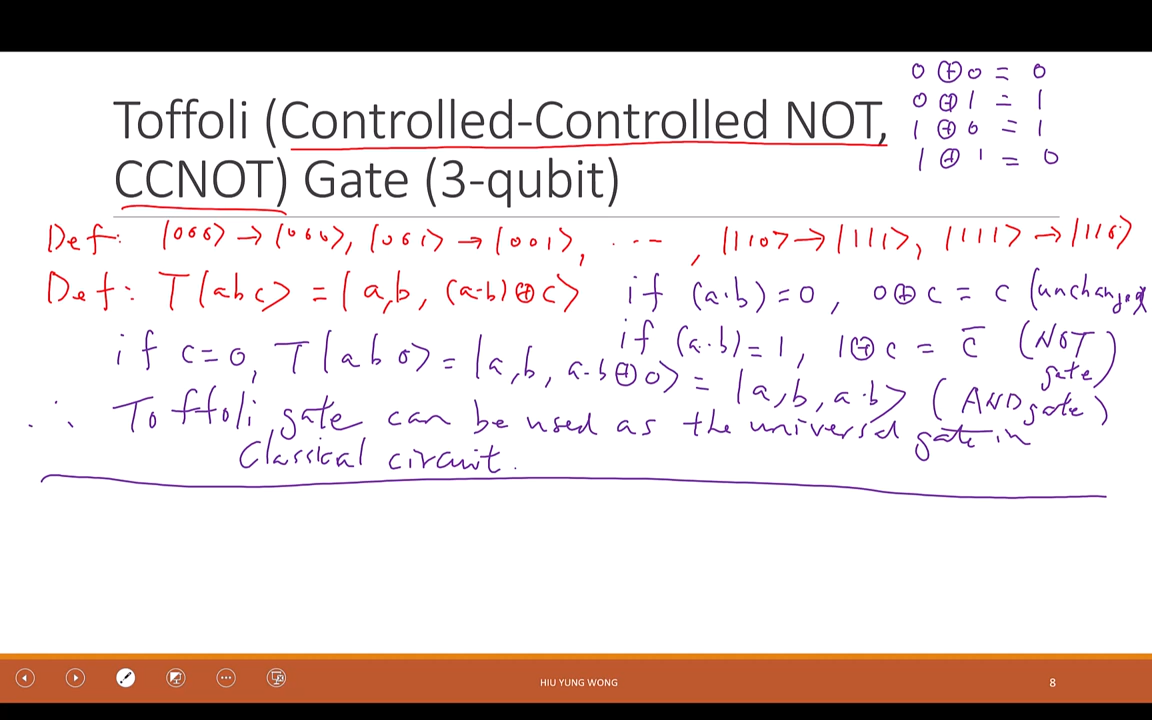 0 ⊕ 0 = 0
0 ⊕ 1 = 1
1 ⊕ 0 = 1
1 ⊕ 1 = 0
Toffoli (Controlled-Controlled NOT,
CCNOT) Gate (3-qubit)
Def: |000> → |000>, |001> → |001>, ..., |110> → |111>, |111> → |110>
Def: T|abc> = |a,b, (a·b)⊕c> if (a·b)=0, 0⊕c = c (unchanged)
if (a·b)=1, 1⊕c = c̄ (NOT gate)
if c=0, T|ab0> = |a,b, a·b⊕0> = |a,b,a·b> (AND gate)
∴ Toffoli gate can be used as the universal gate in
Classical circuit.
HIU YUNG WONG
8